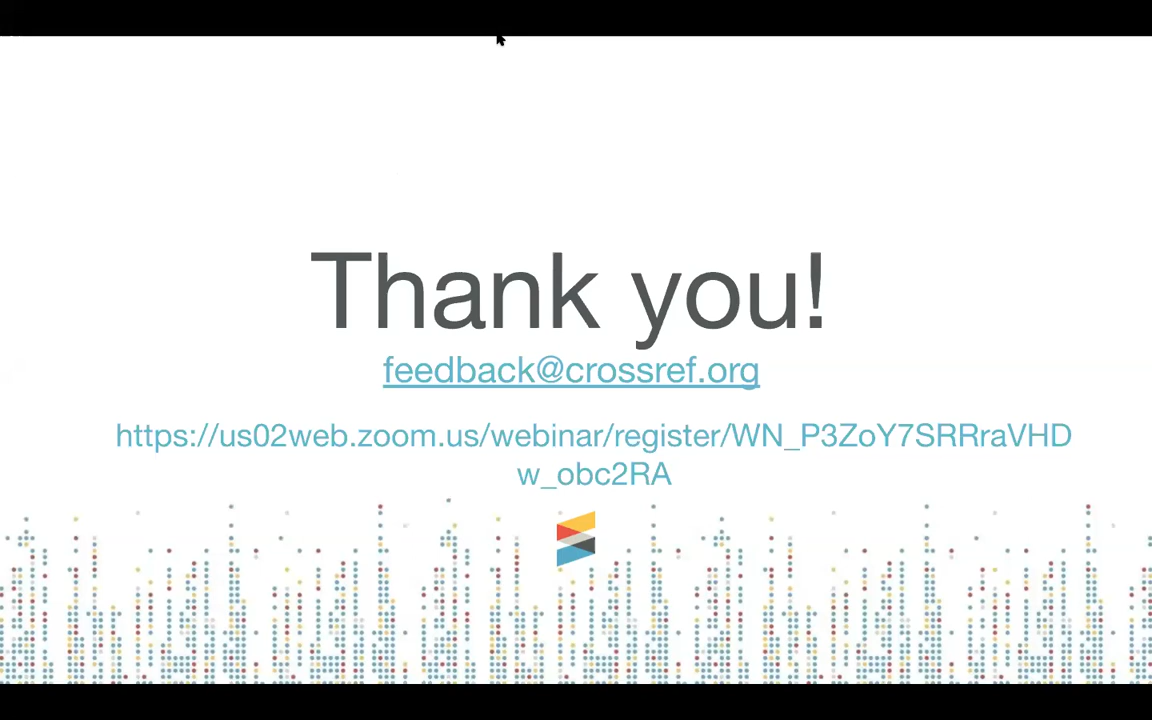 Thank you!
feedback@crossref.org
https://us02web.zoom.us/webinar/register/WN_P3ZoY7SRRraVHD
w_obc2RA